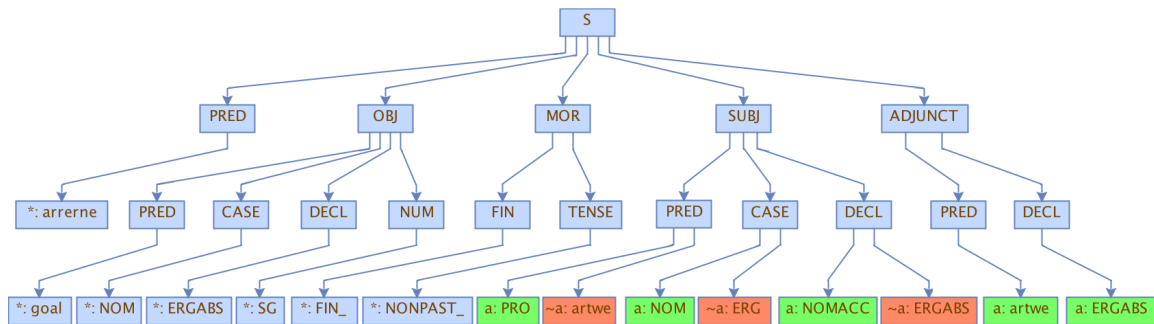 S
PRED OBJ MOR SUBJ ADJUNCT
*: arrerne PRED CASE DECL NUM FIN TENSE PRED CASE DECL PRED DECL
*: goal *: NOM *: ERGABS *: SG *: FIN_ *: NONPAST_ a: PRO ~a: artwe a: NOM ~a: ERG a: NOMACC ~a: ERGABS a: artwe a: ERGABS